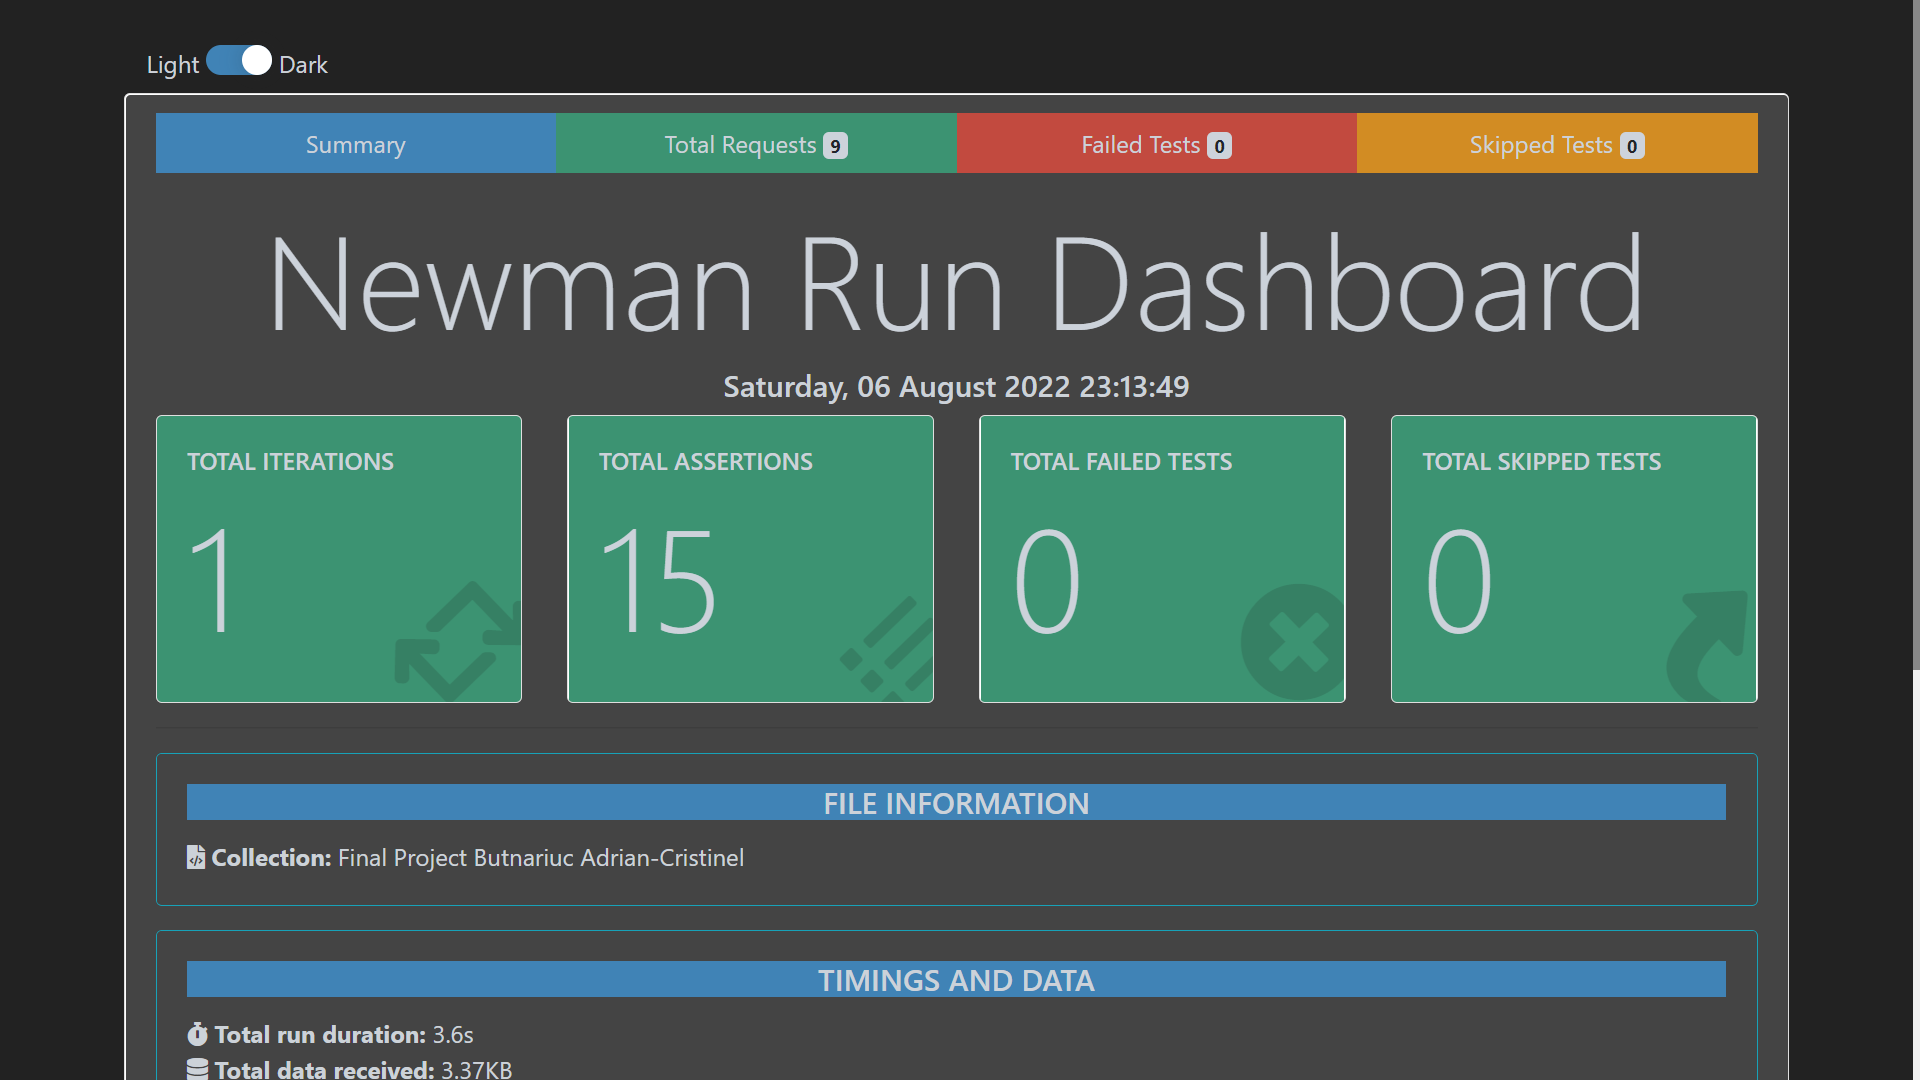 Light Dark
Summary Total Requests 9 Failed Tests 0 Skipped Tests 0
Newman Run Dashboard
Saturday, 06 August 2022 23:13:49
TOTAL ITERATIONS
1
TOTAL ASSERTIONS
15
TOTAL FAILED TESTS
0
TOTAL SKIPPED TESTS
0
FILE INFORMATION
Collection: Final Project Butnariuc Adrian-Cristinel
TIMINGS AND DATA
Total run duration: 3.6s
Total data received: 3.37KB